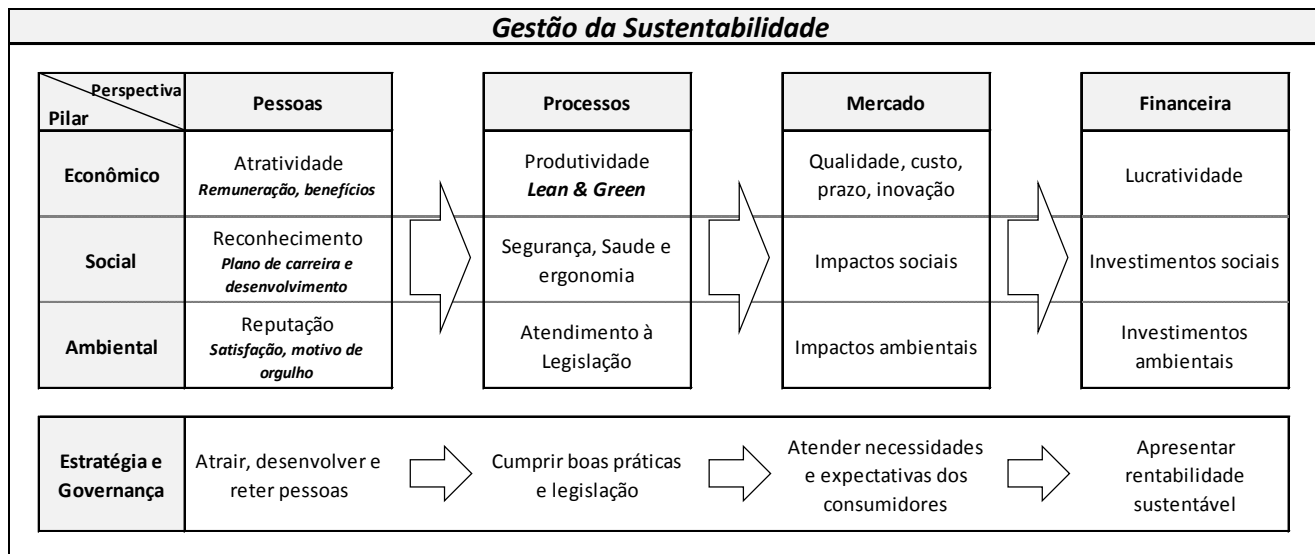 Gestão da Sustentabilidade
Perspectiva
Pilar
Pessoas
Processos
Mercado
Financeira
Econômico
Atratividade
Remuneração, benefícios
Produtividade
Lean & Green
Qualidade, custo,
prazo, inovação
Lucratividade
Social
Reconhecimento
Plano de carreira e
desenvolvimento
Segurança, Saude e
ergonomia
Impactos sociais
Investimentos sociais
Ambiental
Reputação
Satisfação, motivo de
orgulho
Atendimento à
Legislação
Impactos ambientais
Investimentos
ambientais
Estratégia e
Governança
Atrair, desenvolver e
reter pessoas
Cumprir boas práticas
e legislação
Atender necessidades
e expectativas dos
consumidores
Apresentar
rentabilidade
sustentável